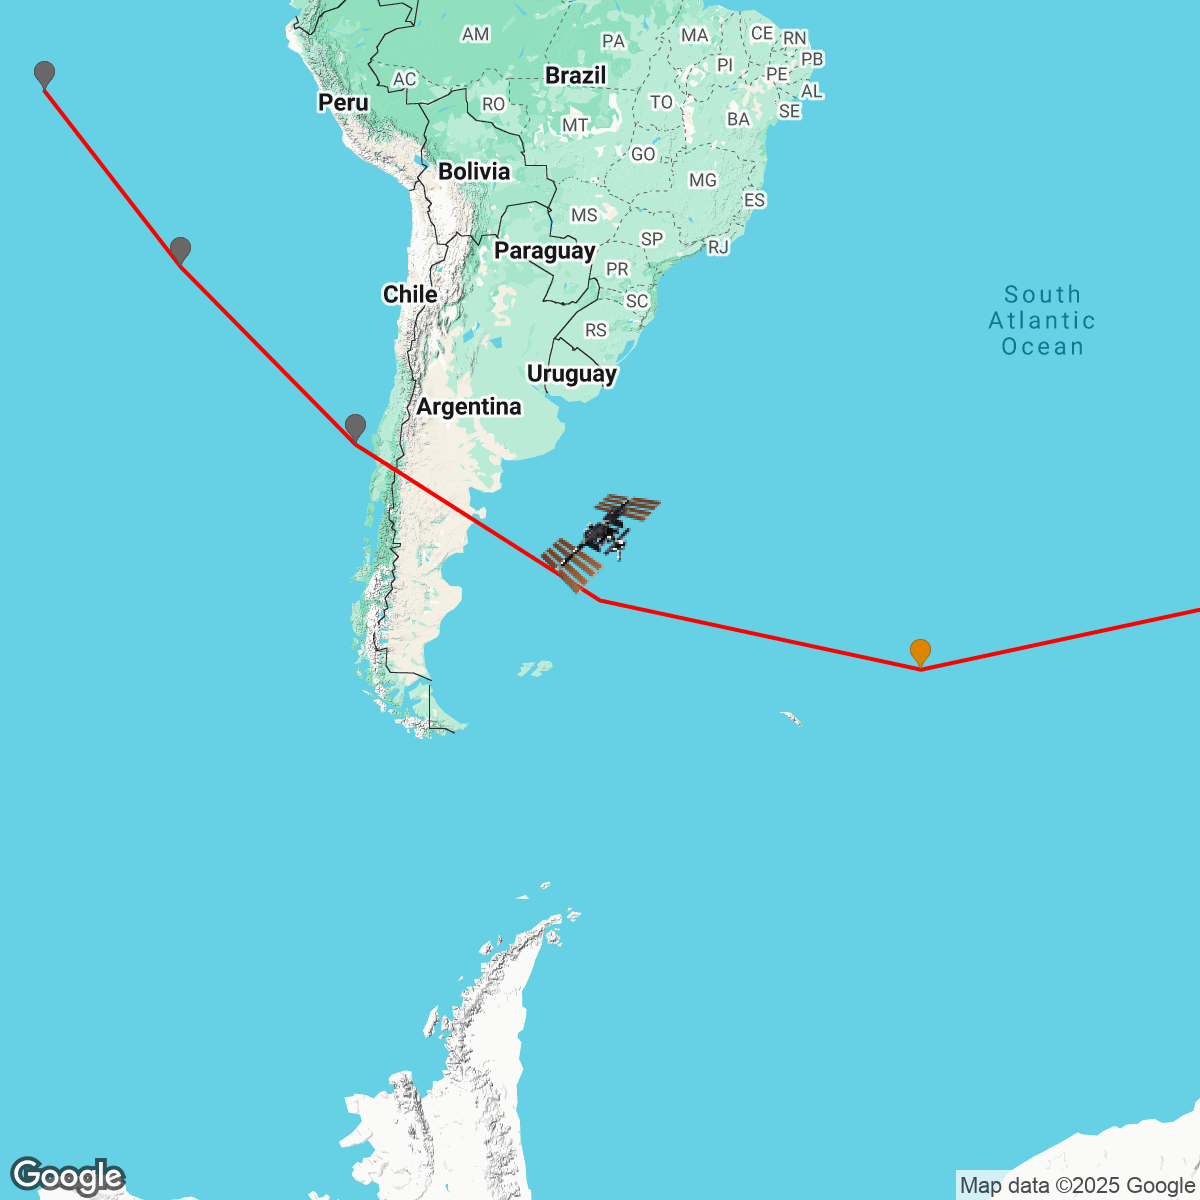 AM
PA
MA
CE
RN
PI
PB
Brazil
PE
AC
AL
Peru
RO
TO
SE
MT
BA
GO
Bolivia
MG
ES
MS
SP
RJ
Paraguay
PR
Chile
SC
South
Atlantic
Ocean
RS
Uruguay
Argentina
Google
Map data ©2025 Google